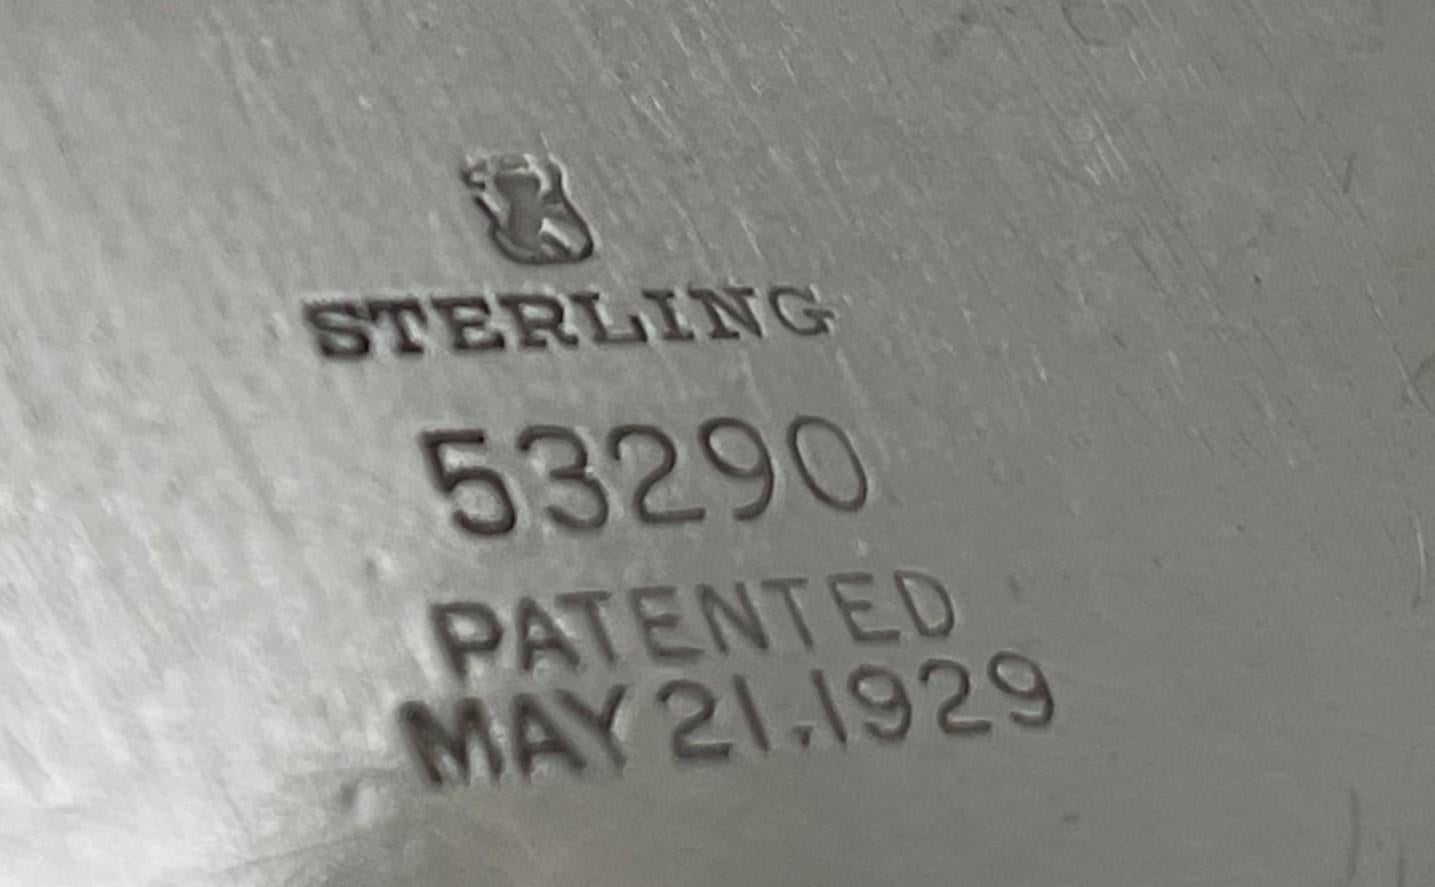 STERLING
53290
PATENTED
MAY 21.1929